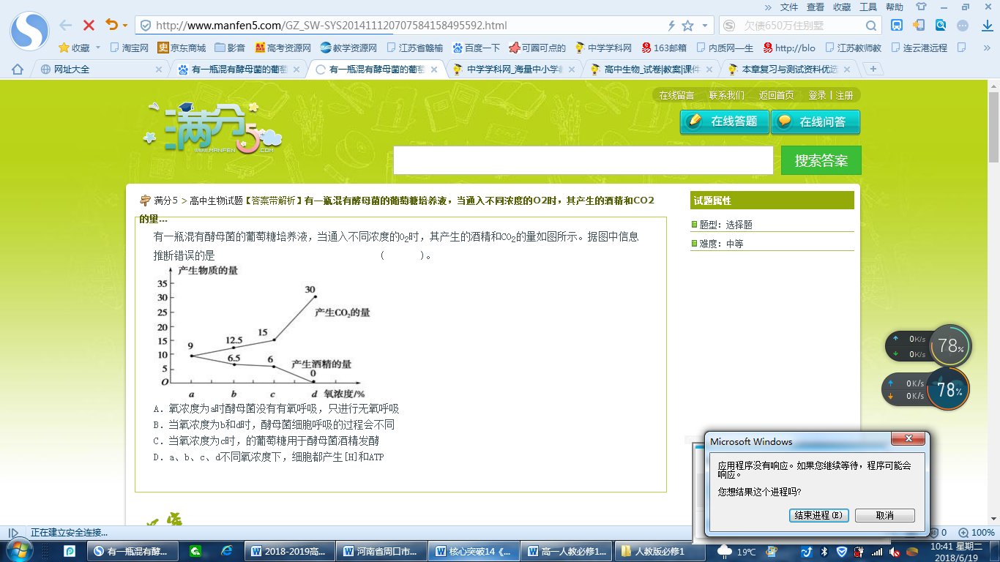 » 文件 查看 收藏 工具 帮助
http://www.manfen5.com/GZ_SW-SYS201411120707584158495592.html
欠债650万住别墅
收藏 淘宝网 京东商城 影音 高考资源网 教学资源网 江苏省赣榆 百度一下 可圈可点的 中学学科网 163邮箱 内质网—生 http://blo 江苏教师教 连云港远程 »
网址大全 有一瓶混有酵母菌的葡萄 有一瓶混有酵母菌的葡萄 中学学科网_海量中小学教 高中生物_试卷|教案|课件 本章复习与测试资料优选
在线留言 联系我们 返回首页 登录 | 注册
满分5
WWW.MANFEN5.COM
在线答题 在线问答
搜索答案
满分5 > 高中生物试题【答案带解析】有一瓶混有酵母菌的葡萄糖培养液，当通入不同浓度的O2时，其产生的酒精和CO2
的量...
试题属性
题型：选择题
难度：中等
有一瓶混有酵母菌的葡萄糖培养液，当通入不同浓度的O2时，其产生的酒精和CO2的量如图所示。据图中信息
推断错误的是 （ ）。
产生物质的量
35
30
25
20
15
10
5
O
30
产生CO2的量
9
12.5
15
6.5
6
产生酒精的量
0
a b c d 氧浓度/%
A．氧浓度为a时酵母菌没有有氧呼吸，只进行无氧呼吸
B．当氧浓度为b和d时，酵母菌细胞呼吸的过程会不同
C．当氧浓度为c时，的葡萄糖用于酵母菌酒精发酵
D．a、b、c、d不同氧浓度下，细胞都产生[H]和ATP
0K/s
0K/s
78%
0K/s
0K/s
78%
Microsoft Windows
应用程序没有响应。如果您继续等待，程序可能会
响应。
您想结束这个进程吗？
结束进程(E) 取消
正在建立安全连接...
0 100%
有一瓶混有酵... 2018-2019高... 河南省周口市... 核心突破14《... 高一人教必修1... 人教版必修1 19℃
10:41 星期二
2018/6/19